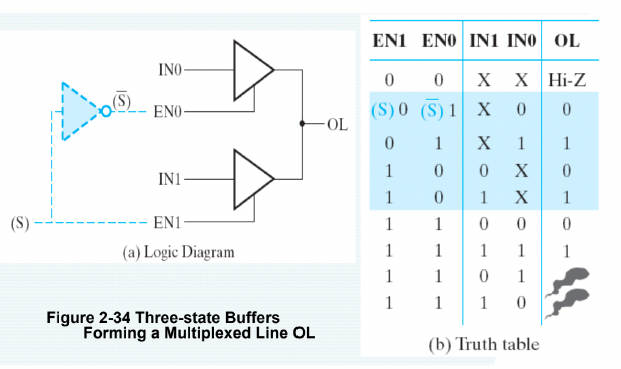 IN0
(S̅)
EN0
OL
IN1
(S)
EN1
(a) Logic Diagram
Figure 2-34 Three-state Buffers
Forming a Multiplexed Line OL
EN1 EN0 IN1 IN0 OL
0 0 X X Hi-Z
(S) 0 (S̅) 1 X 0 0
0 1 X 1 1
1 0 0 X 0
1 0 1 X 1
1 1 0 0 0
1 1 1 1 1
1 1 0 1
1 1 1 0
(b) Truth table